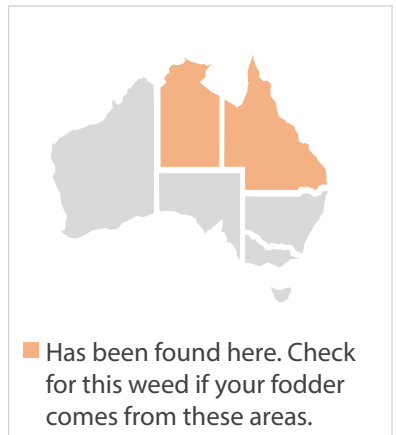 Has been found here. Check
for this weed if your fodder
comes from these areas.